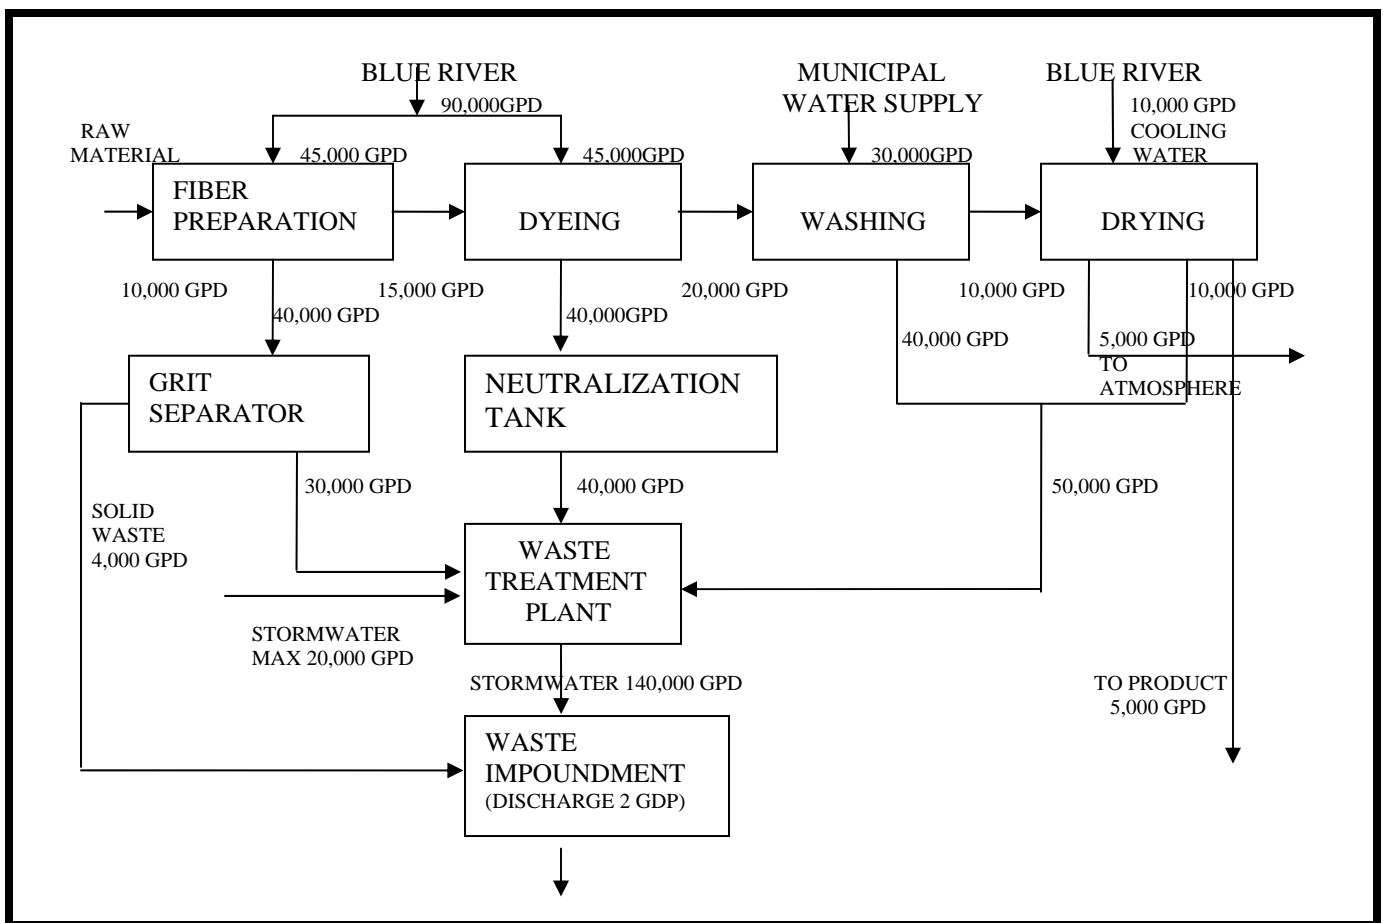 BLUE RIVER
MUNICIPAL
WATER SUPPLY
BLUE RIVER
90,000GPD
10,000 GPD
COOLING
WATER
RAW
MATERIAL
45,000 GPD
45,000GPD
30,000GPD
FIBER
PREPARATION
DYEING
WASHING
DRYING
10,000 GPD
15,000 GPD
20,000 GPD
10,000 GPD
10,000 GPD
40,000 GPD
40,000GPD
40,000 GPD
5,000 GPD
TO
ATMOSPHERE
GRIT
SEPARATOR
NEUTRALIZATION
TANK
30,000 GPD
40,000 GPD
50,000 GPD
SOLID
WASTE
4,000 GPD
WASTE
TREATMENT
PLANT
STORMWATER
MAX 20,000 GPD
STORMWATER 140,000 GPD
TO PRODUCT
5,000 GPD
WASTE
IMPOUNDMENT
(DISCHARGE 2 GDP)